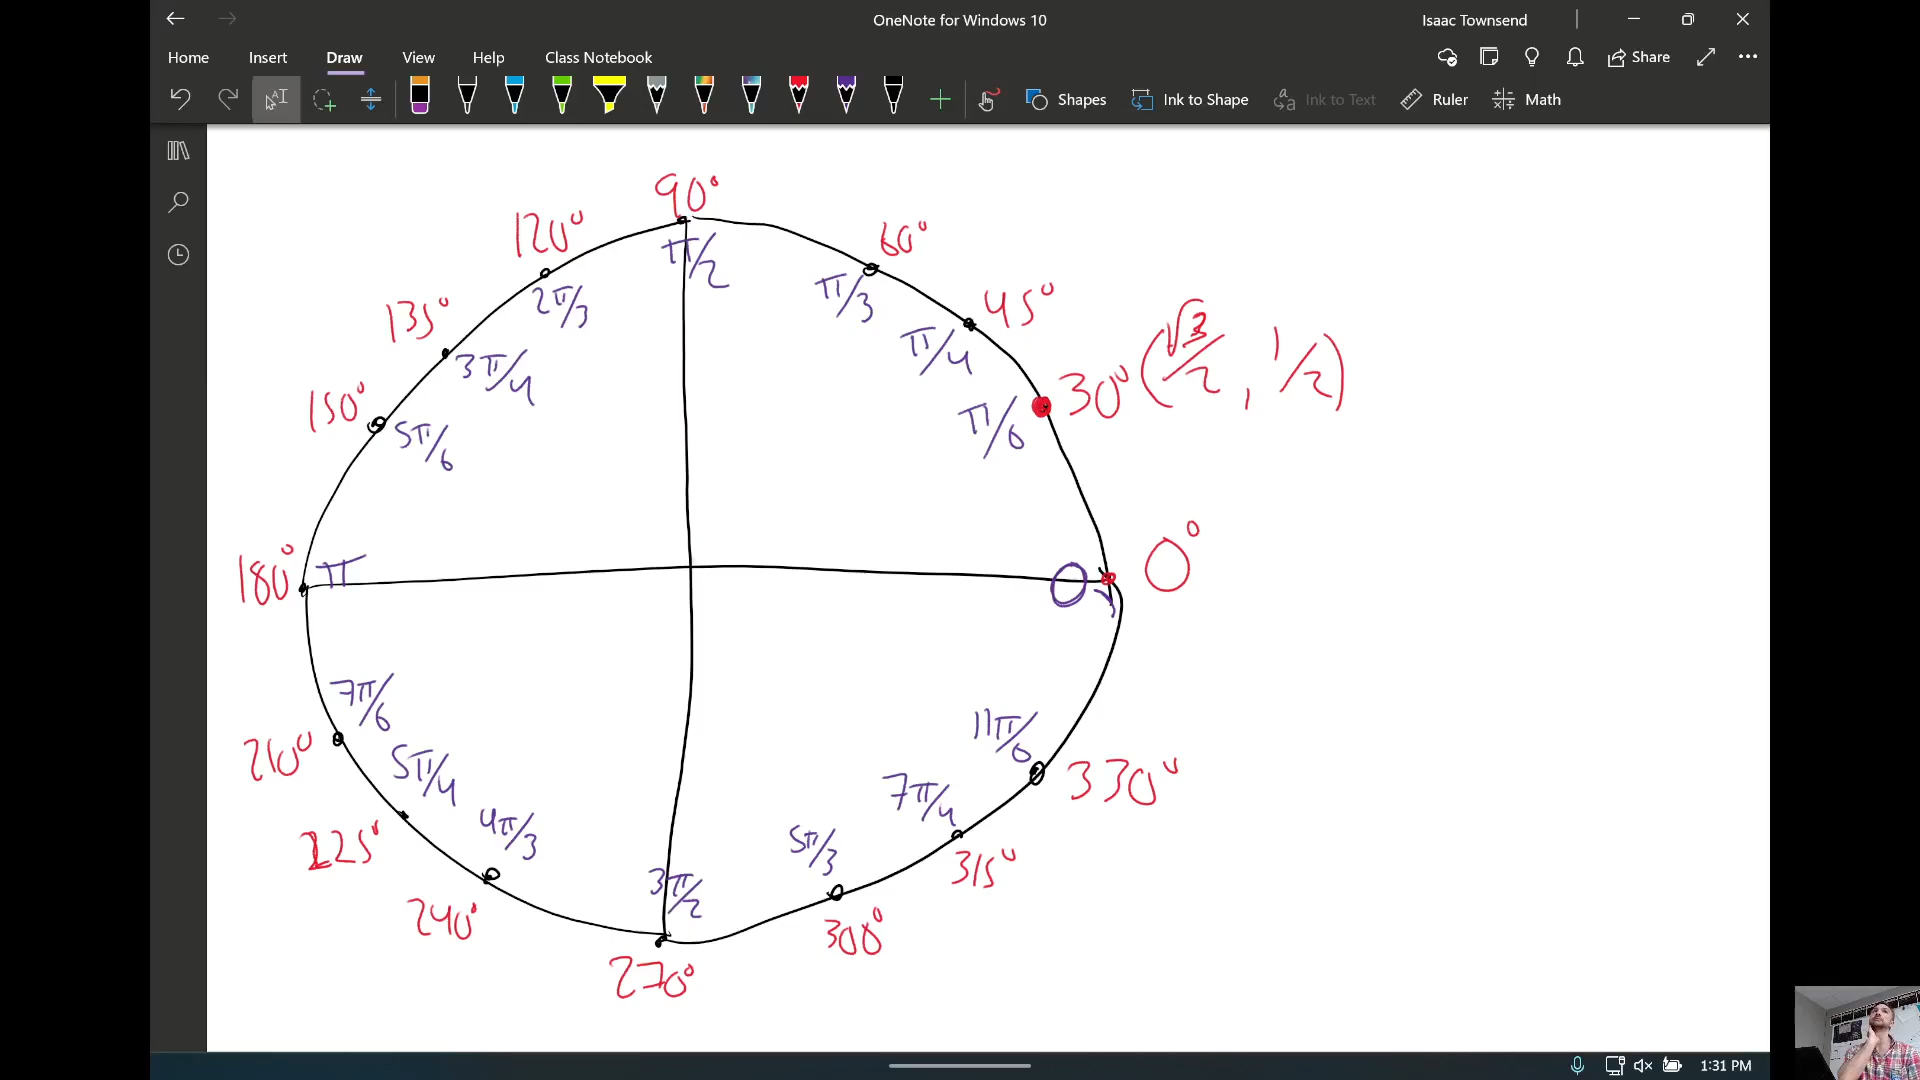 OneNote for Windows 10
Isaac Townsend
Home Insert Draw View Help Class Notebook
Share
Shapes Ink to Shape Ink to Text Ruler Math
90°
π/2
120°
2π/3
60°
π/3
135°
3π/4
45°
π/4
150°
5π/6
30° (√3/2, 1/2)
π/6
180° π
0 0°
7π/6
210°
11π/6
330°
5π/4
225°
7π/4
315°
4π/3
240°
5π/3
300°
3π/2
270°
1:31 PM